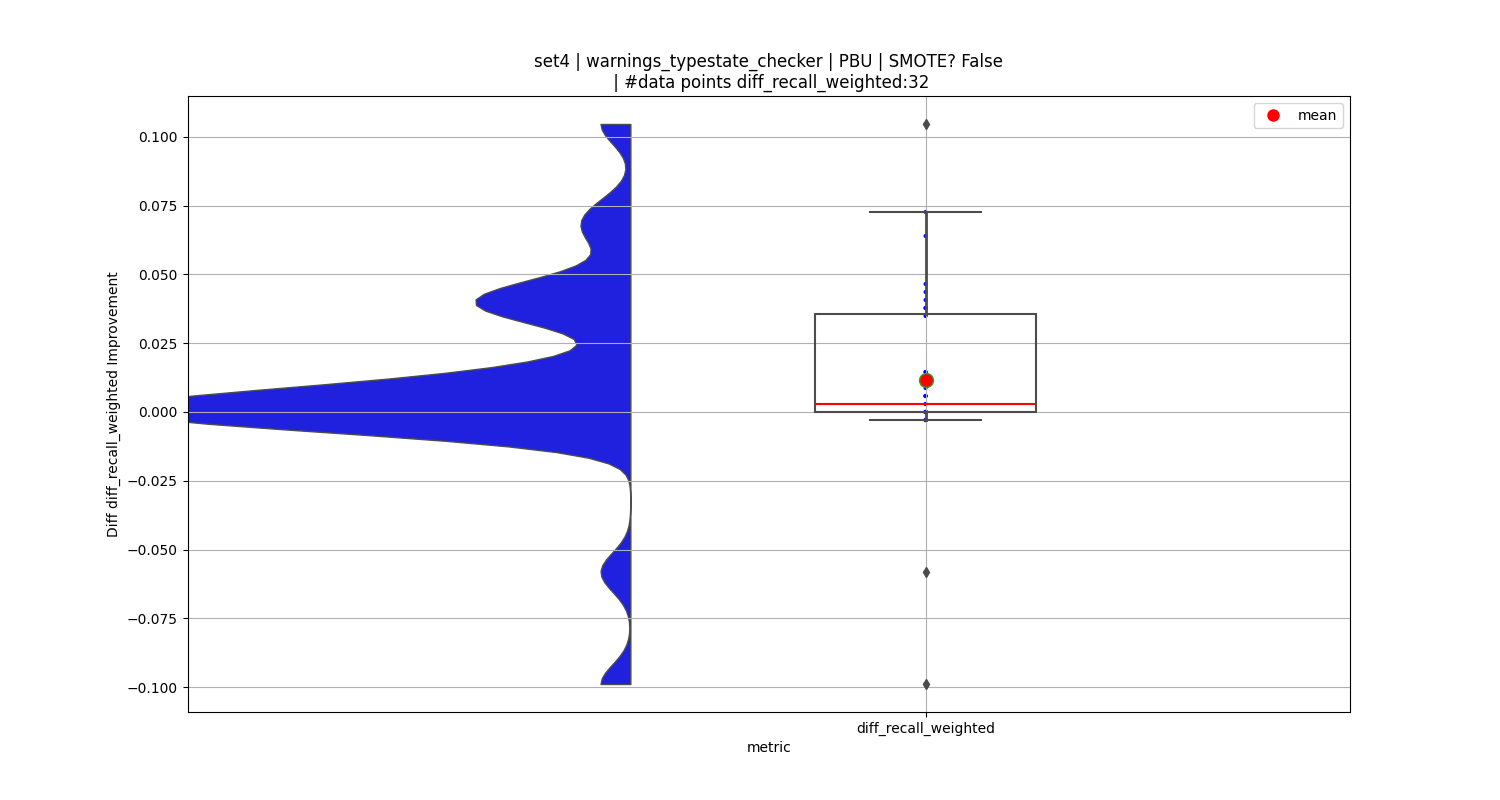 set4 | warnings_typestate_checker | PBU | SMOTE? False
| #data points diff_recall_weighted:32
mean
0.100
0.075
0.050
0.025
0.000
−0.025
−0.050
−0.075
−0.100
Diff diff_recall_weighted Improvement
diff_recall_weighted
metric